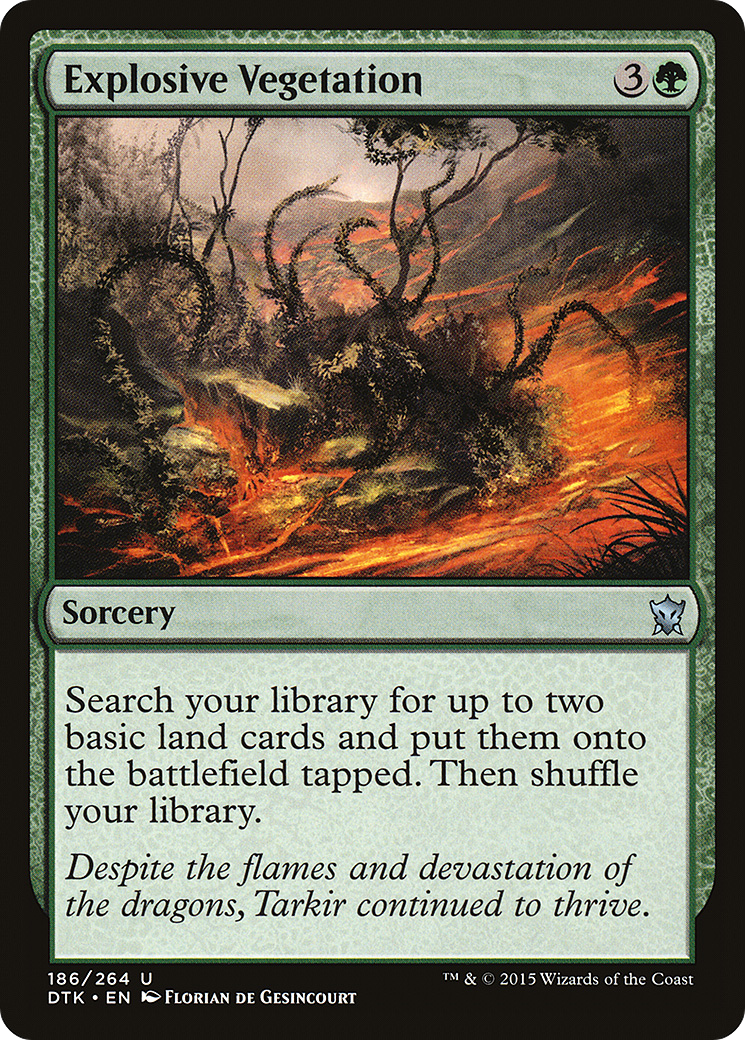 Explosive Vegetation 3
Sorcery
Search your library for up to two
basic land cards and put them onto
the battlefield tapped. Then shuffle
your library.
Despite the flames and devastation of
the dragons, Tarkir continued to thrive.
186/264 U
DTK • EN Florian de Gesincourt
™ & © 2015 Wizards of the Coast